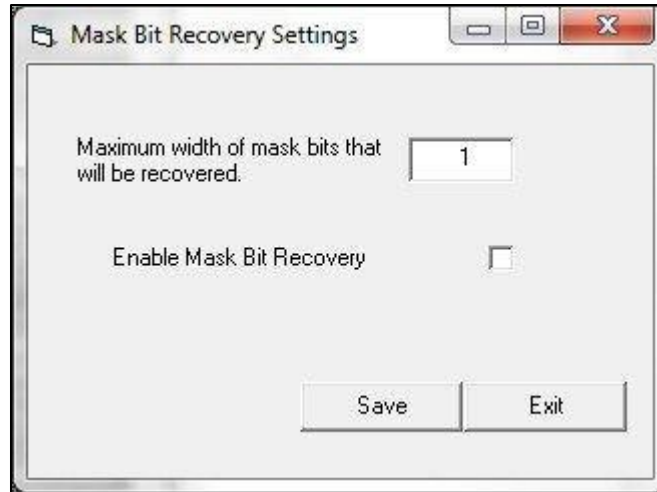 Mask Bit Recovery Settings
Maximum width of mask bits that
will be recovered.
1
Enable Mask Bit Recovery
Save
Exit